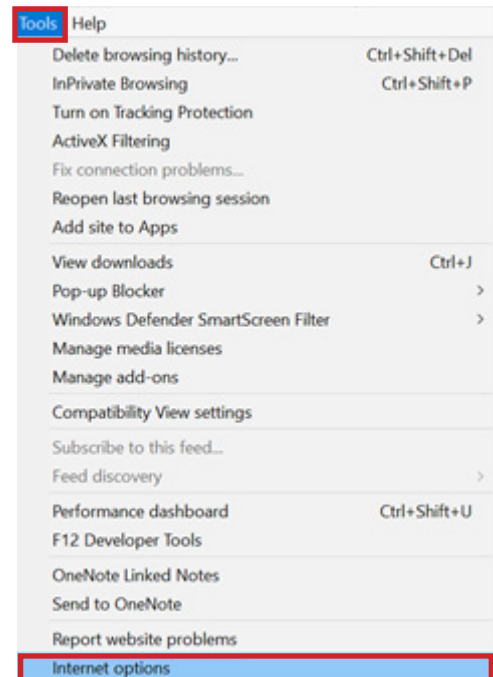 Tools Help
Delete browsing history... Ctrl+Shift+Del
InPrivate Browsing Ctrl+Shift+P
Turn on Tracking Protection
ActiveX Filtering
Fix connection problems...
Reopen last browsing session
Add site to Apps
View downloads Ctrl+J
Pop-up Blocker >
Windows Defender SmartScreen Filter >
Manage media licenses
Manage add-ons
Compatibility View settings
Subscribe to this feed...
Feed discovery >
Performance dashboard Ctrl+Shift+U
F12 Developer Tools
OneNote Linked Notes
Send to OneNote
Report website problems
Internet options